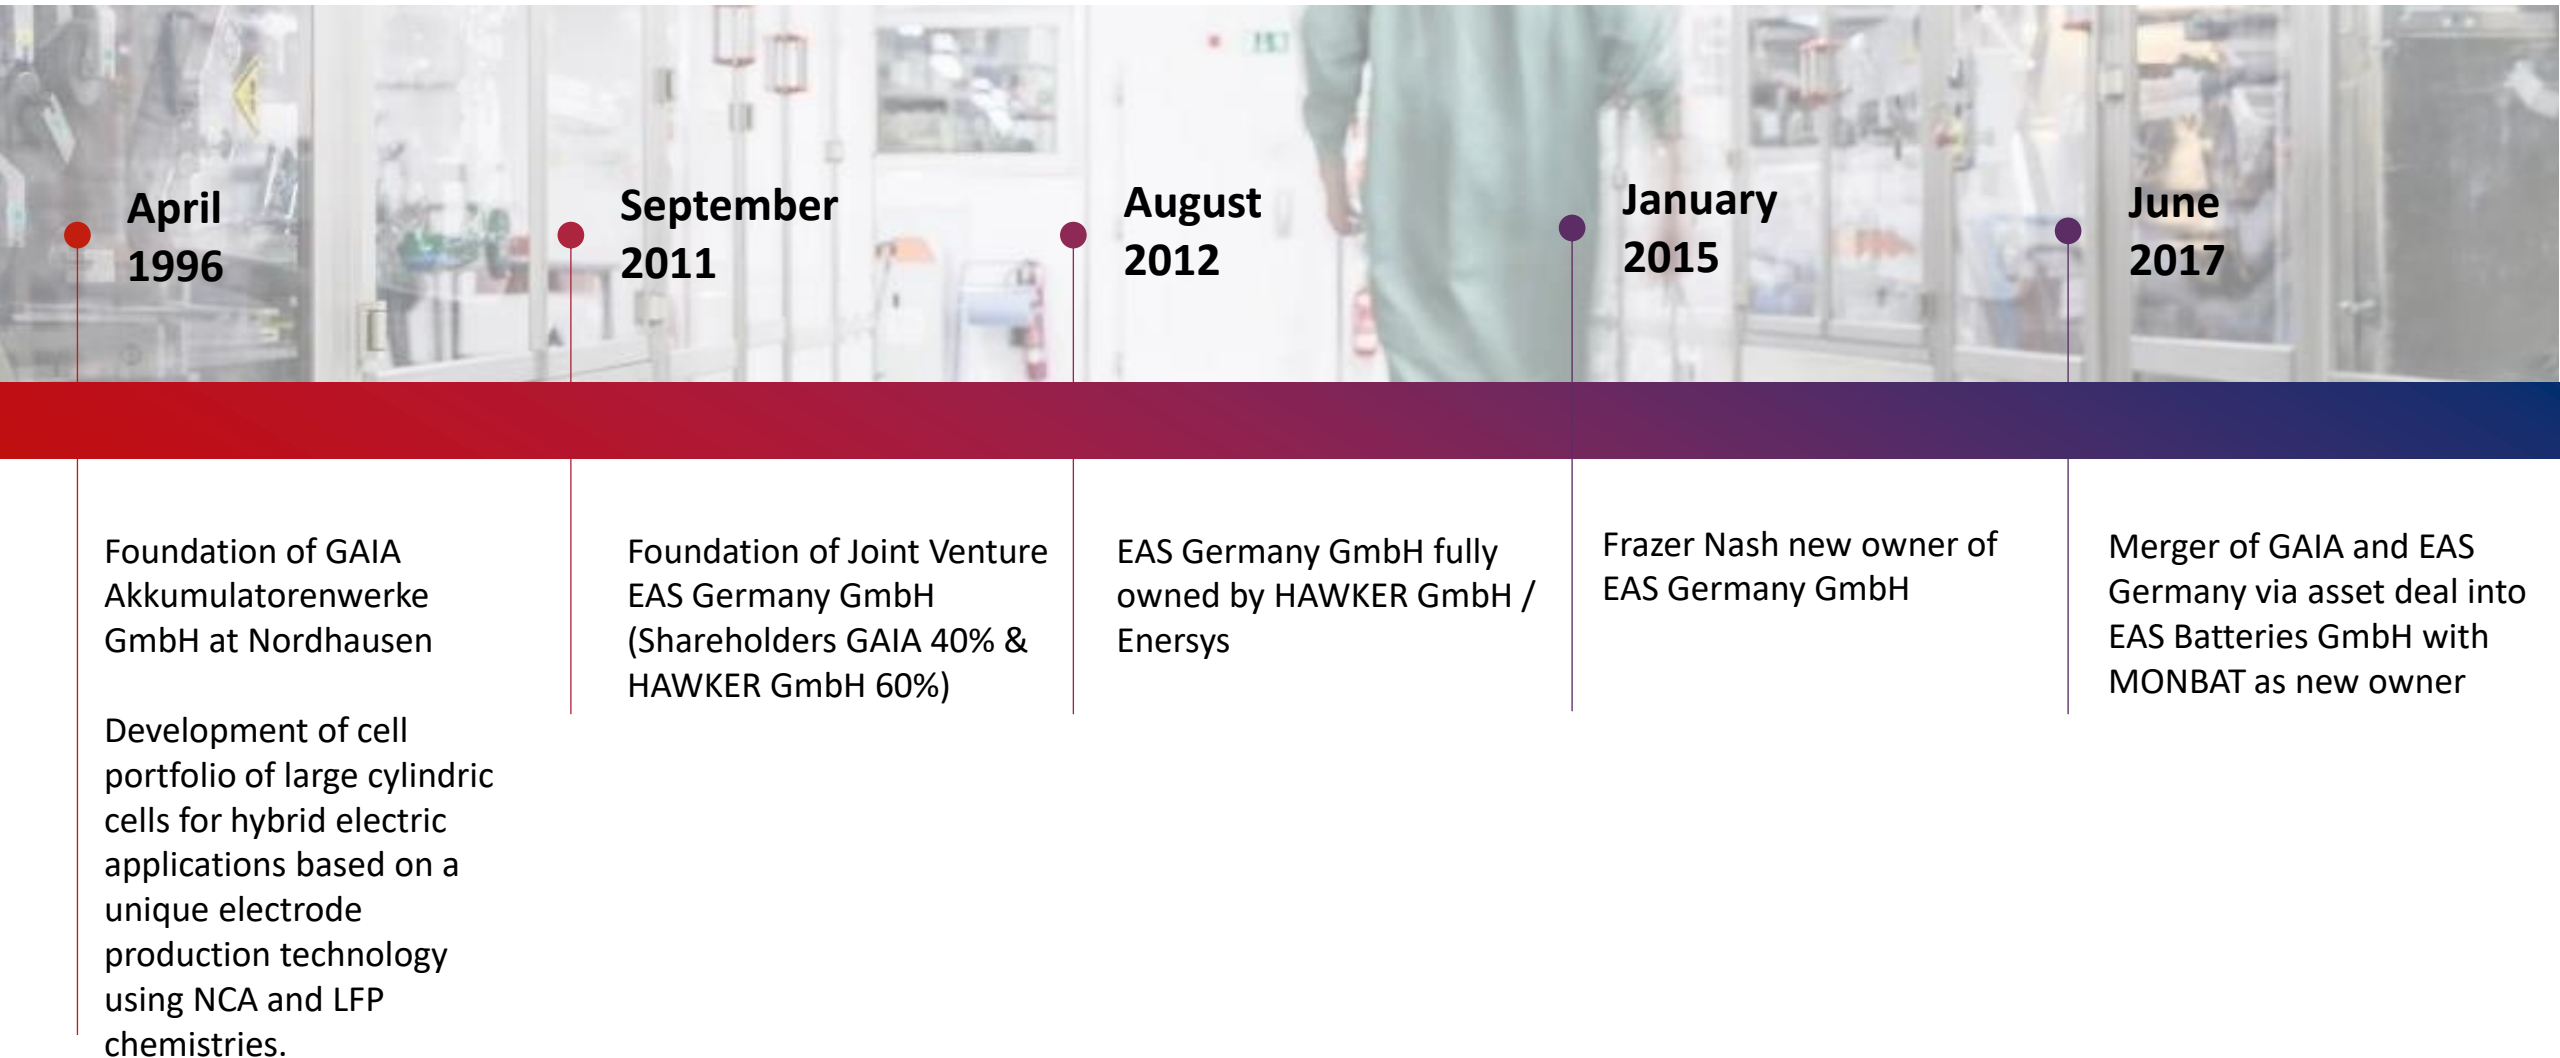 April
1996
September
2011
August
2012
January
2015
June
2017
Foundation of GAIA
Akkumulatorenwerke
GmbH at Nordhausen
Development of cell
portfolio of large cylindric
cells for hybrid electric
applications based on a
unique electrode
production technology
using NCA and LFP
chemistries.
Foundation of Joint Venture
EAS Germany GmbH
(Shareholders GAIA 40% &
HAWKER GmbH 60%)
EAS Germany GmbH fully
owned by HAWKER GmbH /
Enersys
Frazer Nash new owner of
EAS Germany GmbH
Merger of GAIA and EAS
Germany via asset deal into
EAS Batteries GmbH with
MONBAT as new owner